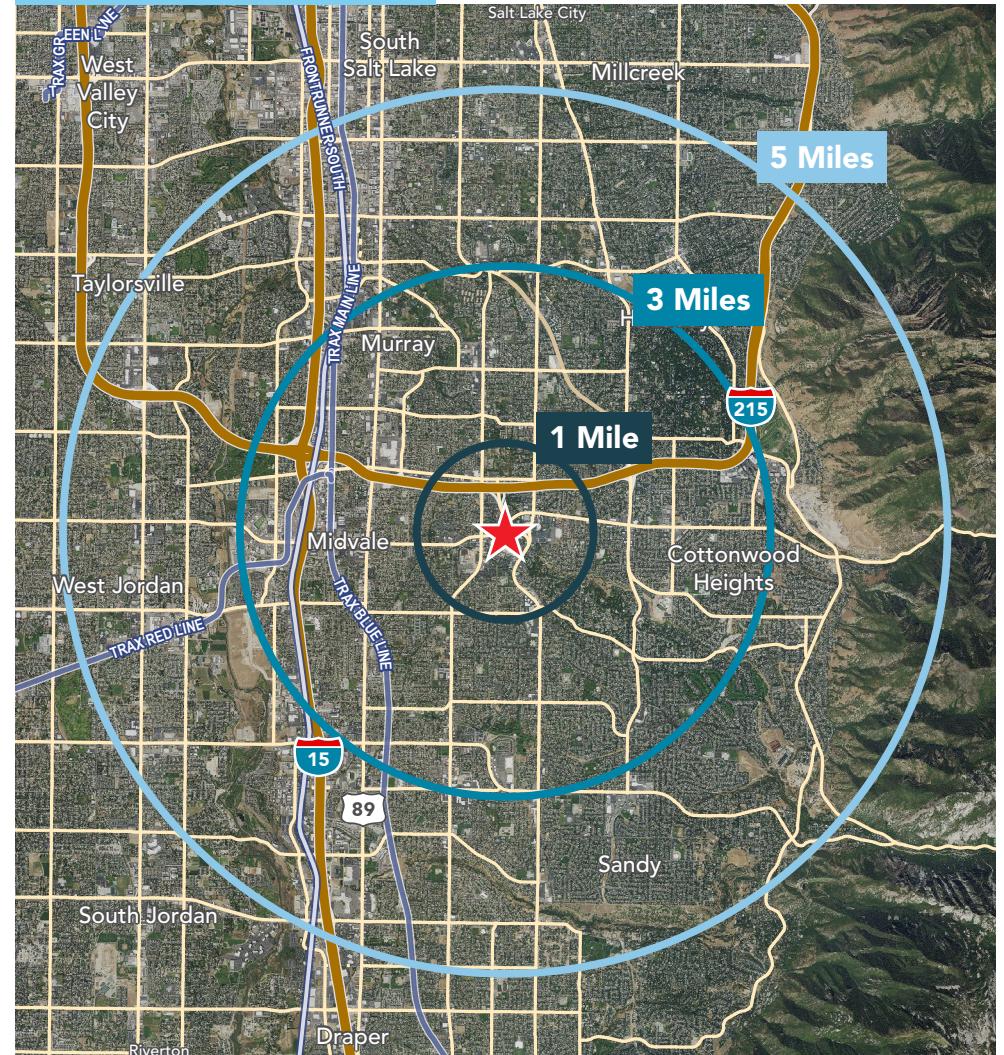 Salt Lake City
TRAX GREEN LINE
West
Valley
City
South
Salt Lake
Millcreek
FRONTRUNNER SOUTH
5 Miles
Taylorsville
TRAX MAIN LINE
3 Miles
H
Murray
215
1 Mile
Midvale
Cottonwood
Heights
West Jordan
TRAX RED LINE
TRAX BLUE LINE
15
89
Sandy
South Jordan
Draper
Riverton